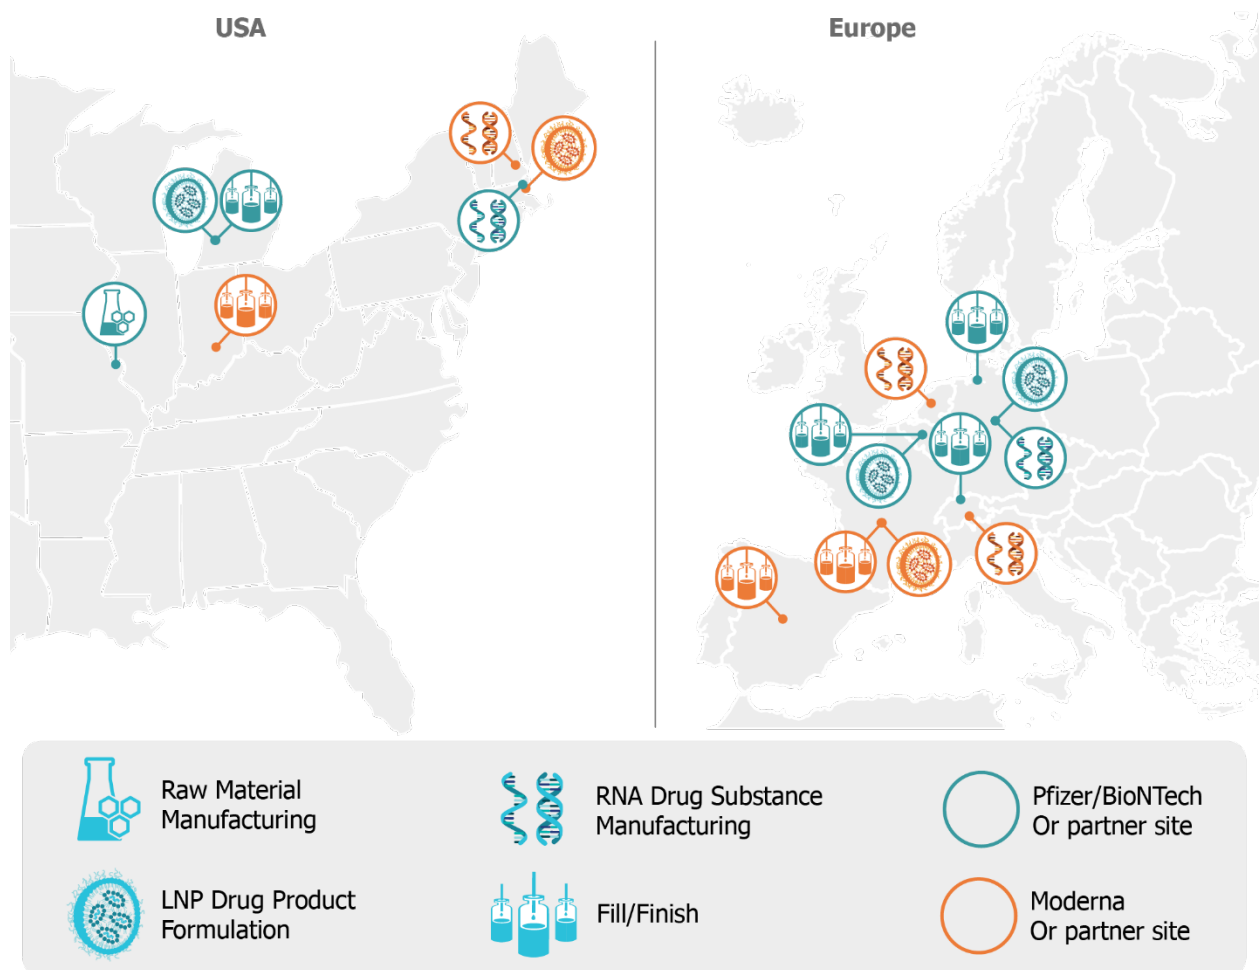 USA
Europe
Raw Material
Manufacturing
RNA Drug Substance
Manufacturing
Pfizer/BioNTech
Or partner site
LNP Drug Product
Formulation
Fill/Finish
Moderna
Or partner site